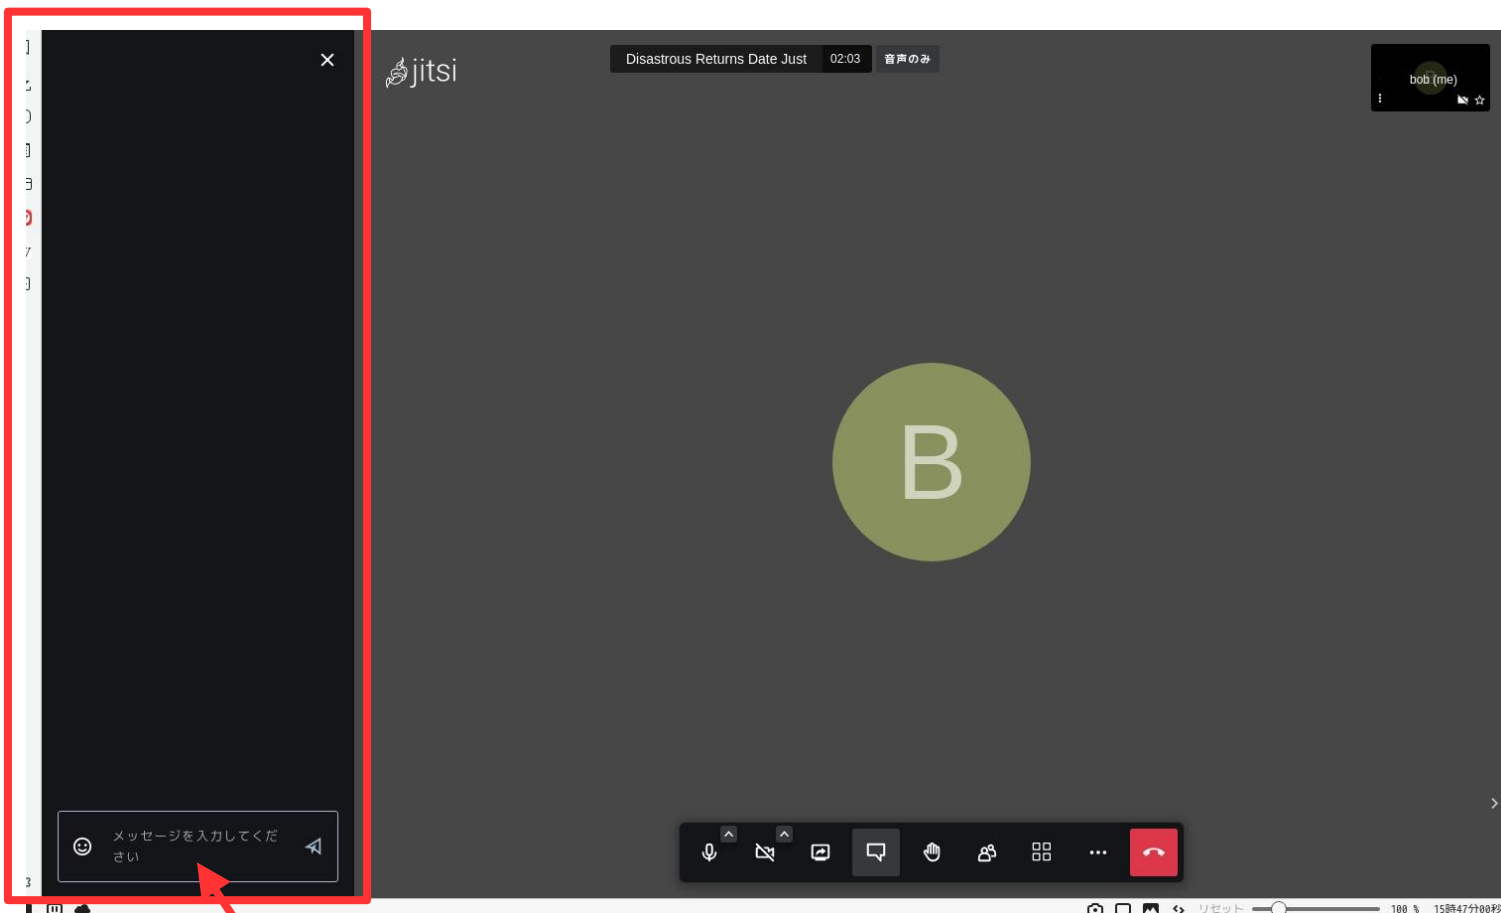 jitsi
Disastrous Returns Date Just 02:03 音声のみ
bob (me)
B
メッセージを入力してくだ
さい
リセット 100 % 15時47分00秒